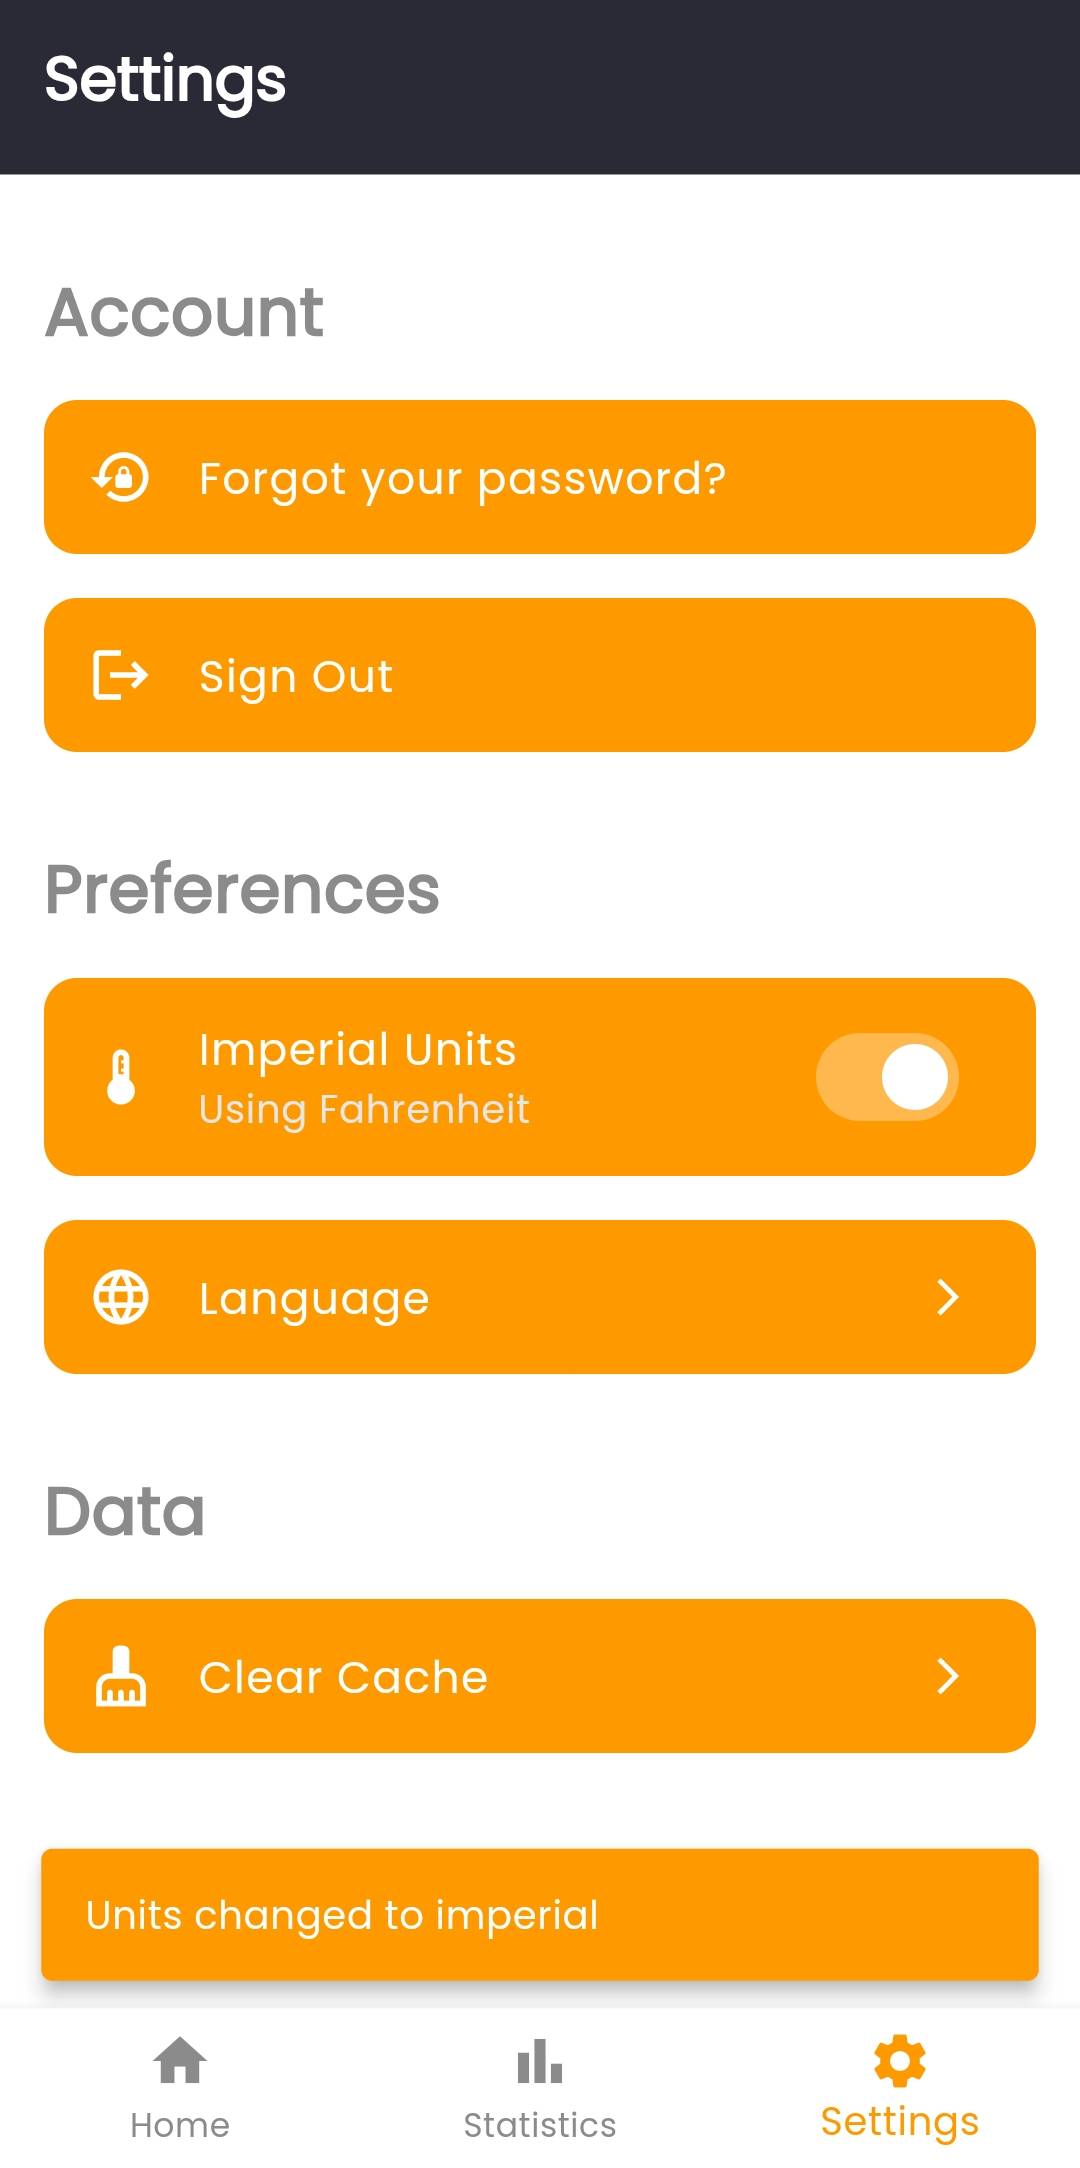 Settings
Account
Forgot your password?
Sign Out
Preferences
Imperial Units
Using Fahrenheit
Language
Data
Clear Cache
Units changed to imperial
Home
Statistics
Settings